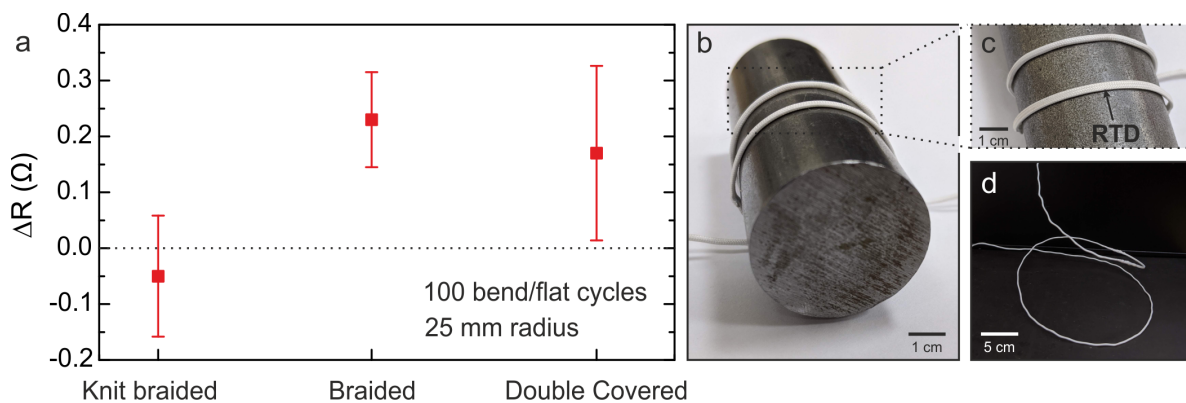 a
0.4
0.3
0.2
0.1
0.0
-0.1
-0.2
ΔR (Ω)
100 bend/flat cycles
25 mm radius
Knit braided
Braided
Double Covered
b
1 cm
c
RTD
1 cm
d
5 cm